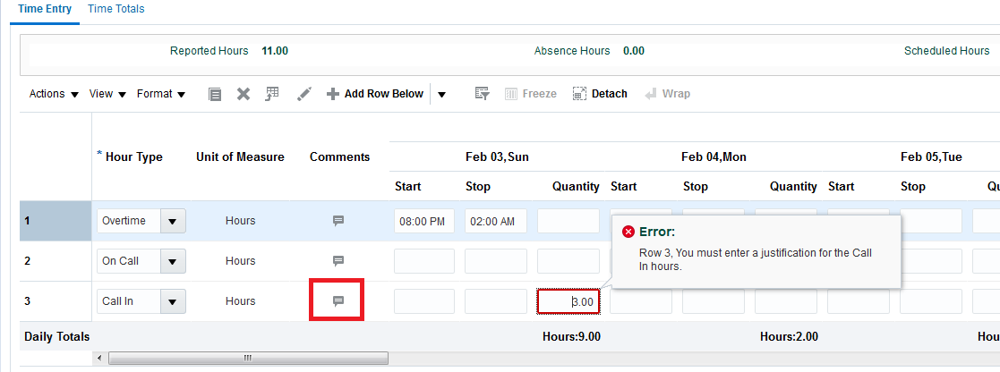 Time Entry Time Totals
Reported Hours 11.00 Absence Hours 0.00 Scheduled Hours
Actions View Format Add Row Below Freeze Detach Wrap
* Hour Type Unit of Measure Comments Feb 03,Sun Feb 04,Mon Feb 05,Tue
Start Stop Quantity Start Stop Quantity Start Stop Qu
1 Overtime Hours 08:00 PM 02:00 AM
Error:
Row 3, You must enter a justification for the Call
In hours.
2 On Call Hours
3 Call In Hours 3.00
Daily Totals Hours:9.00 Hours:2.00 Hou